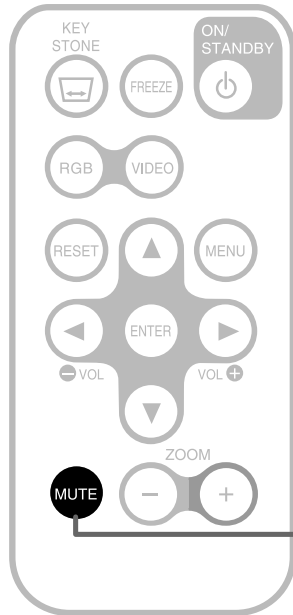 KEY
STONE
ON/
STANDBY
FREEZE
RGB
VIDEO
RESET
MENU
ENTER
VOL
VOL
ZOOM
MUTE